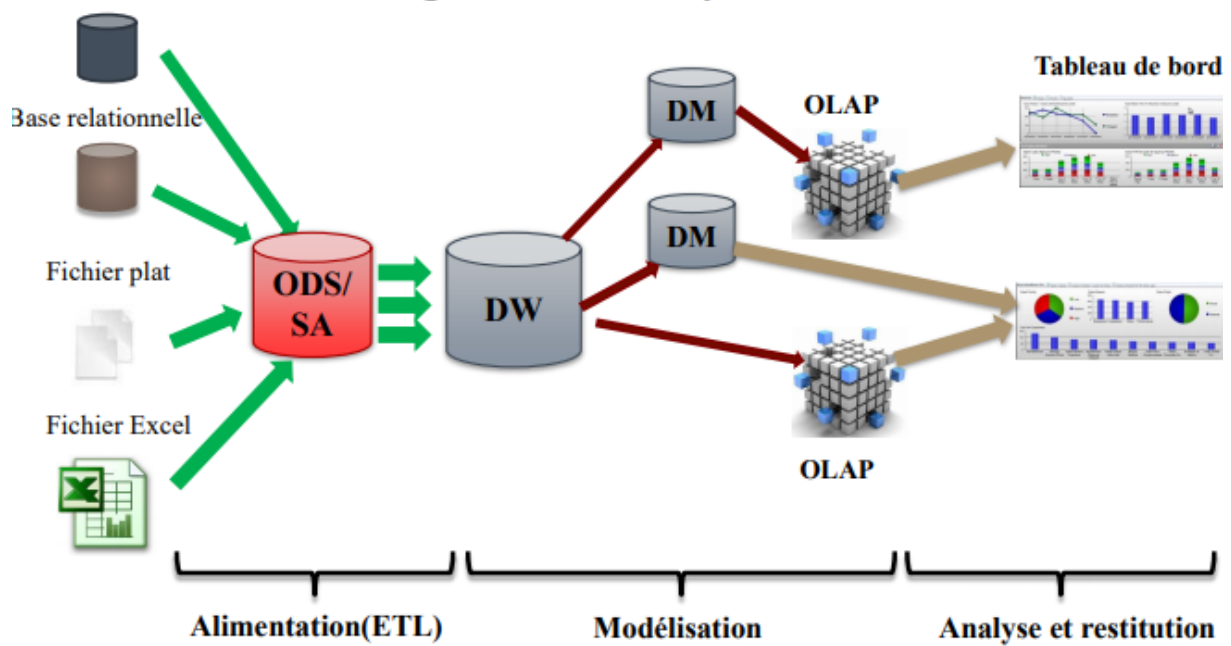 Base relationnelle
Fichier plat
Fichier Excel
ODS/
SA
DW
DM
DM
OLAP
OLAP
Tableau de bord
Alimentation(ETL)
Modélisation
Analyse et restitution